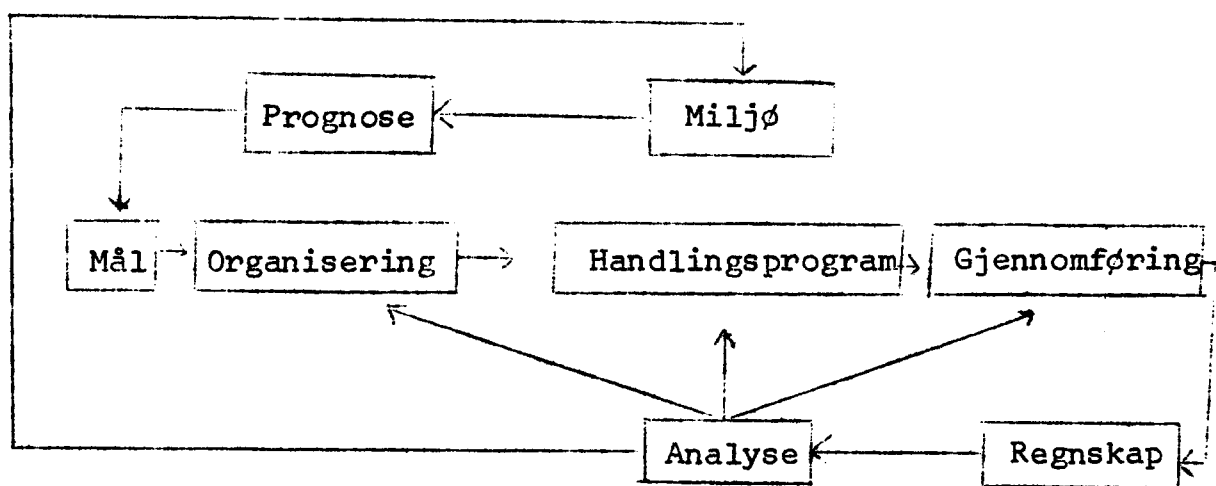 Prognose
Miljø
Mål
Organisering
Handlingsprogram
Gjennomføring
Analyse
Regnskap